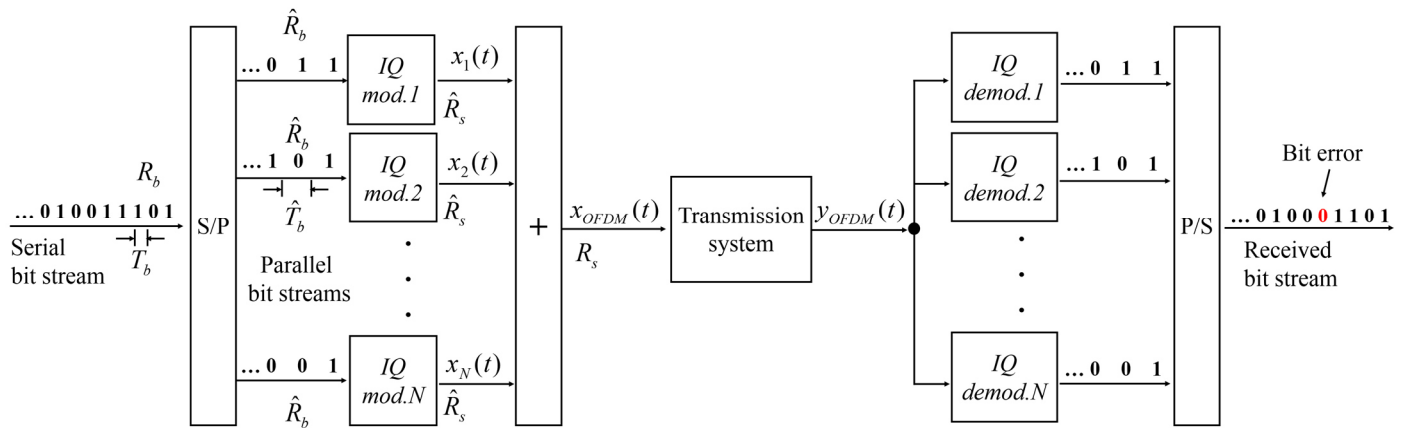 R̂_b
... 0 1 1
IQ
mod.1
x₁(t)
R̂_s
R̂_b
... 1 0 1
T̂_b
IQ
mod.2
x₂(t)
R̂_s
R_b
... 0 1 0 0 1 1 1 0 1
T_b
Serial
bit stream
S/P
Parallel
bit streams
... 0 0 1
R̂_b
IQ
mod.N
x_N(t)
R̂_s
+
x_OFDM(t)
R_s
Transmission
system
y_OFDM(t)
IQ
demod.1
... 0 1 1
IQ
demod.2
... 1 0 1
IQ
demod.N
... 0 0 1
P/S
Bit error
... 0 1 0 0 0 1 1 0 1
Received
bit stream